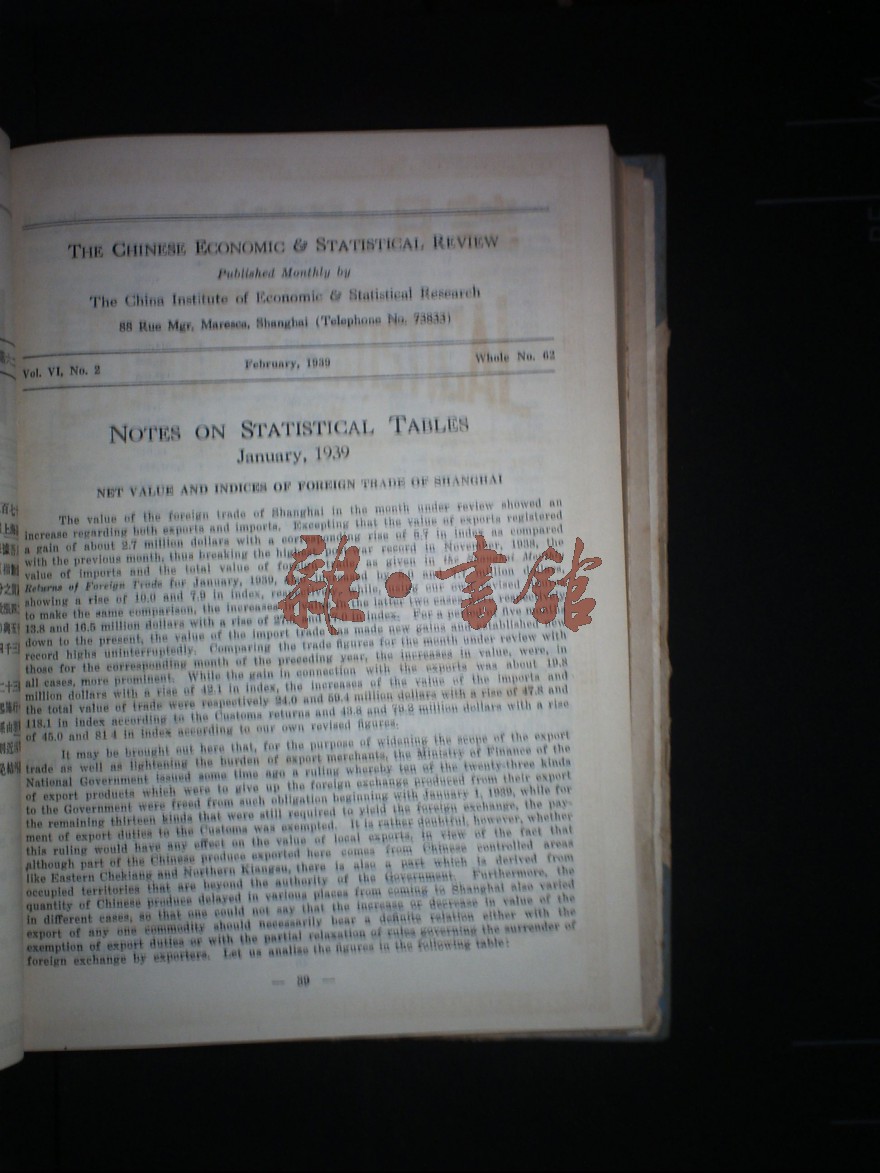 THE CHINESE ECONOMIC & STATISTICAL REVIEW
Published Monthly by
The China Institute of Economic & Statistical Research
88 Rue Mgr. Maresca, Shanghai (Telephone No. 73833)
Vol. VI, No. 2 February, 1939 Whole No. 62
NOTES ON STATISTICAL TABLES
January, 1939
NET VALUE AND INDICES OF FOREIGN TRADE OF SHANGHAI
The value of the foreign trade of Shanghai in the month under review showed an
increase regarding both exports and imports. Excepting that the value of exports registered
a gain of about 2.7 million dollars with a rise of 5.7 in index as compared
with the previous month, thus breaking the high record in November, 1938, the
value of imports and the total value of as given in the Monthly
Returns of Foreign Trade for January, 1939,
showing a rise of 10.0 and 7.9 in index, our own revised
to make the same comparison, the increases in the latter two cases
13.8 and 16.5 million dollars with a rise of index. For a
down to the present, the value of the import trade has made new gains and established
record highs uninterruptedly. Comparing the trade figures for the month under review with
those for the corresponding month of the preceding year, the increases in value, were, in
all cases, more prominent. While the gain in connection with the exports was about 19.8
million dollars with a rise of 42.1 in index, the increases of the value of the imports and
the total value of trade were respectively 24.0 and 59.4 million dollars with a rise of 47.8 and
118.1 in index according to the Customs returns and 43.8 and 79.2 million dollars with a rise
of 45.0 and 81.4 in index according to our own revised figures.
It may be brought out here that, for the purpose of widening the scope of the export
trade as well as lightening the burden of export merchants, the Ministry of Finance of the
National Government issued some time ago a ruling whereby ten of the twenty-three kinds
of export products which were to give up the foreign exchange produced from their export
to the Government were freed from such obligation beginning with January 1, 1939, while for
the remaining thirteen kinds that were still required to yield the foreign exchange, the pay-
ment of export duties to the Customs was exempted. It is rather doubtful, however, whether
this ruling would have any effect on the value of local exports, in view of the fact that
although part of the Chinese produce exported here comes from Chinese controlled areas
like Eastern Chekiang and Northern Kiangsu, there is also a part which is derived from
occupied territories that are beyond the authority of the Government. Furthermore, the
quantity of Chinese produce delayed in various places from coming to Shanghai also varied
in different cases, so that one could not say that the increase or decrease in value of the
export of any one commodity should necessarily bear a definite relation either with the
exemption of export duties or with the partial relaxation of rules governing the surrender of
foreign exchange by exporters. Let us analise the figures in the following table:
— 39 —
雜·書館